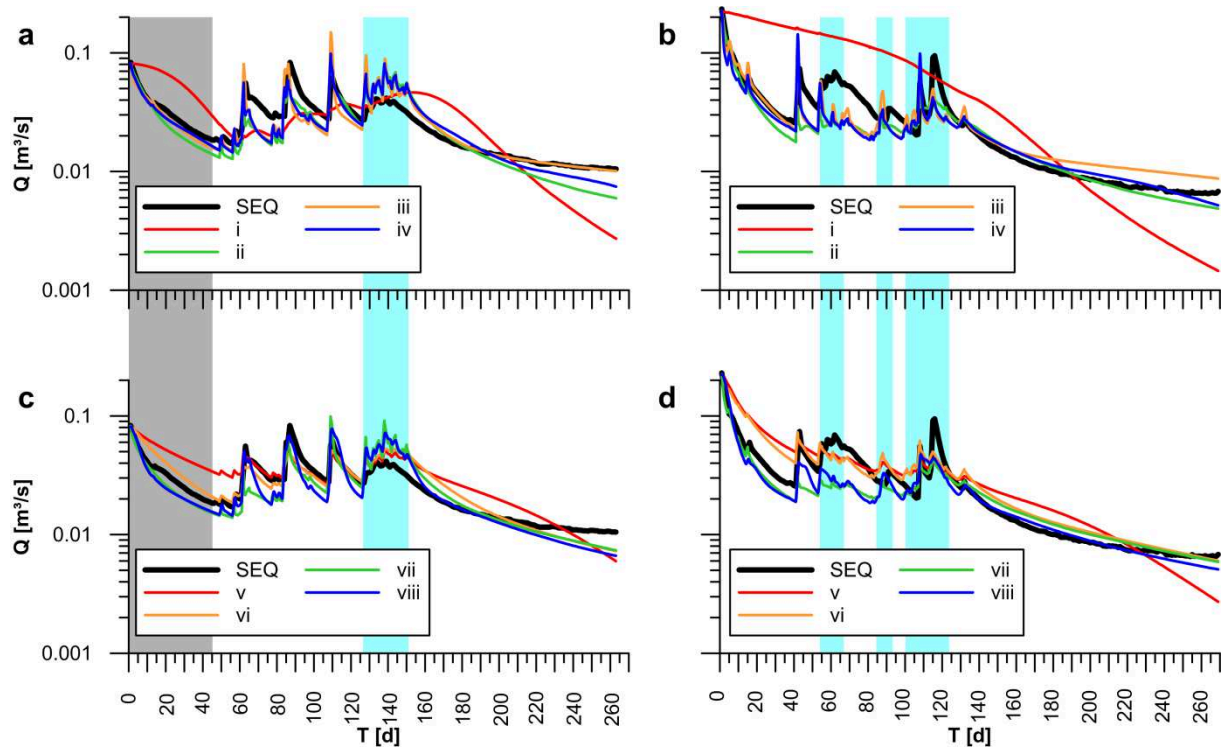 a
b
Q [m³/s]
0.1
0.01
0.001
SEQ iii
i iv
ii
SEQ iii
i iv
ii
c
d
Q [m³/s]
0.1
0.01
0.001
SEQ vii
v viii
vi
SEQ vii
v viii
vi
0 20 40 60 80 100 120 140 160 180 200 220 240 260
0 20 40 60 80 100 120 140 160 180 200 220 240 260
T [d]
T [d]